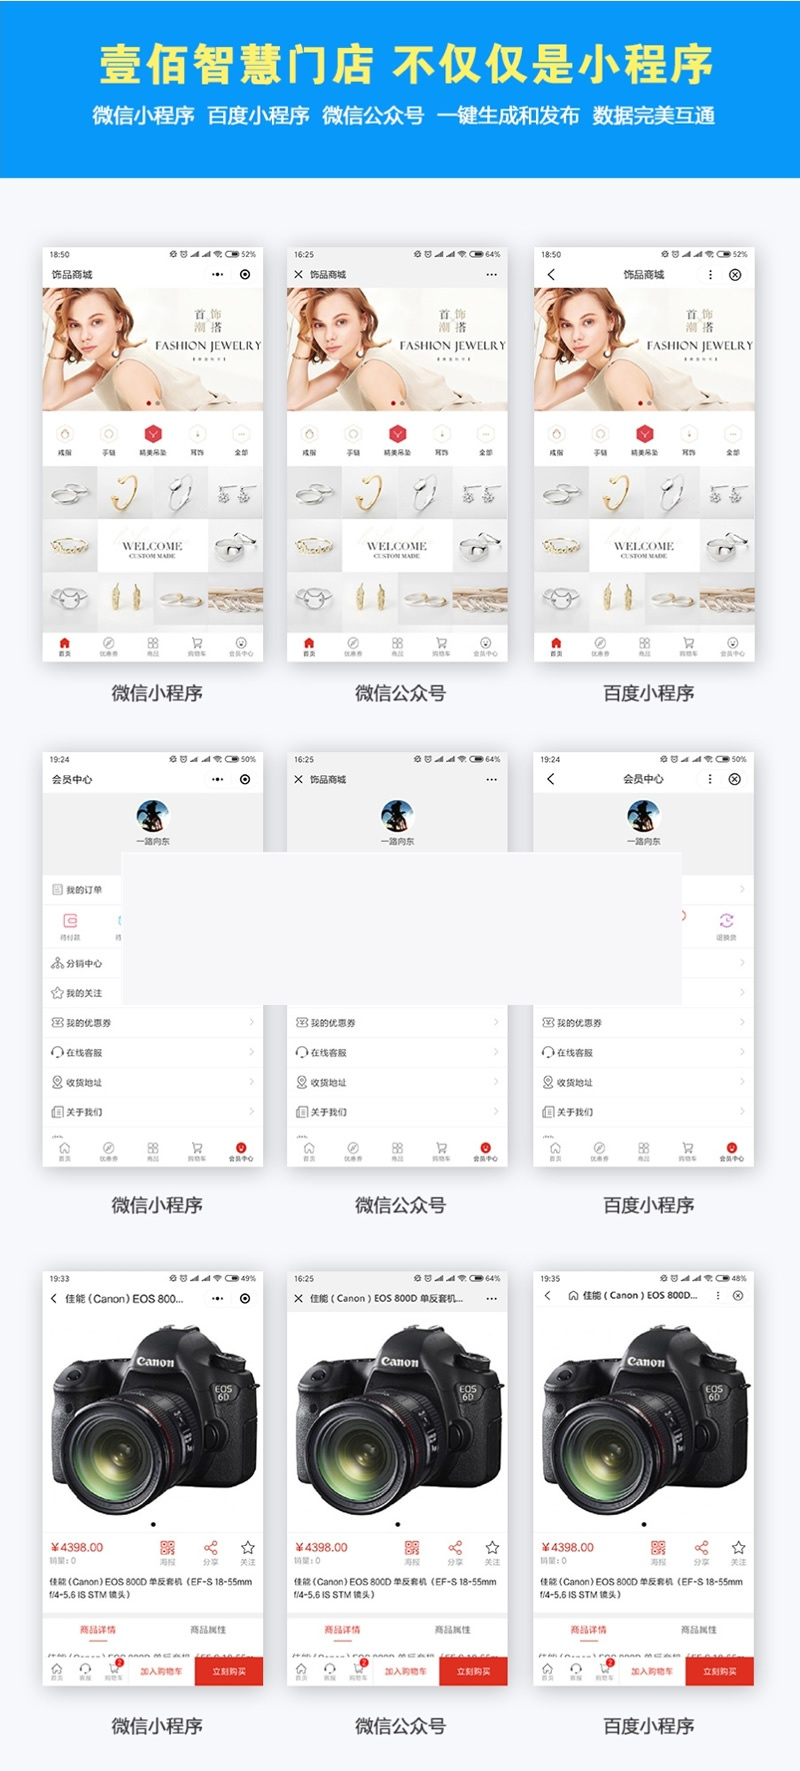 壹佰智慧门店 不仅仅是小程序
微信小程序 百度小程序 微信公众号 一键生成和发布 数据完美互通
18:50 52% 16:25 64% 18:50 52%
饰品商城 饰品商城 饰品商城
首饰 首饰 首饰
潮搭 潮搭 潮搭
FASHION JEWELRY FASHION JEWELRY FASHION JEWELRY
戒指 手链 精美吊坠 耳饰 全部 戒指 手链 精美吊坠 耳饰 全部 戒指 手链 精美吊坠 耳饰 全部
WELCOME WELCOME WELCOME
CUSTOM MADE CUSTOM MADE CUSTOM MADE
首页 优惠券 商品 购物车 会员中心 首页 优惠券 商品 购物车 会员中心 首页 优惠券 商品 购物车 会员中心
微信小程序 微信公众号 百度小程序
19:24 50% 16:25 64% 19:24 50%
会员中心 饰品商城 会员中心
一路向东 一路向东 一路向东
我的订单
待付款 退换货
分销中心
我的关注
我的优惠券 我的优惠券 我的优惠券
在线客服 在线客服 在线客服
收货地址 收货地址 收货地址
关于我们 关于我们 关于我们
首页 优惠券 商品 购物车 会员中心 首页 优惠券 商品 购物车 会员中心 首页 优惠券 商品 购物车 会员中心
微信小程序 微信公众号 百度小程序
19:33 49% 16:25 64% 19:35 48%
佳能（Canon）EOS 800... 佳能（Canon）EOS 800D 单反套机... 佳能（Canon）EOS 800D...
Canon Canon Canon
EOS EOS EOS
6D 6D 6D
¥4398.00 ¥4398.00 ¥4398.00
销量：0 海报 分享 关注 销量：0 海报 分享 关注 销量：0 海报 分享 关注
佳能（Canon）EOS 800D 单反套机（EF-S 18-55mm 佳能（Canon）EOS 800D 单反套机（EF-S 18-55mm 佳能（Canon）EOS 800D 单反套机（EF-S 18-55mm
f/4-5.6 IS STM 镜头） f/4-5.6 IS STM 镜头） f/4-5.6 IS STM 镜头）
商品详情 商品属性 商品详情 商品属性 商品详情 商品属性
首页 客服 购物车 2 加入购物车 立刻购买 首页 客服 购物车 2 加入购物车 立刻购买 首页 客服 购物车 2 加入购物车 立刻购买
微信小程序 微信公众号 百度小程序